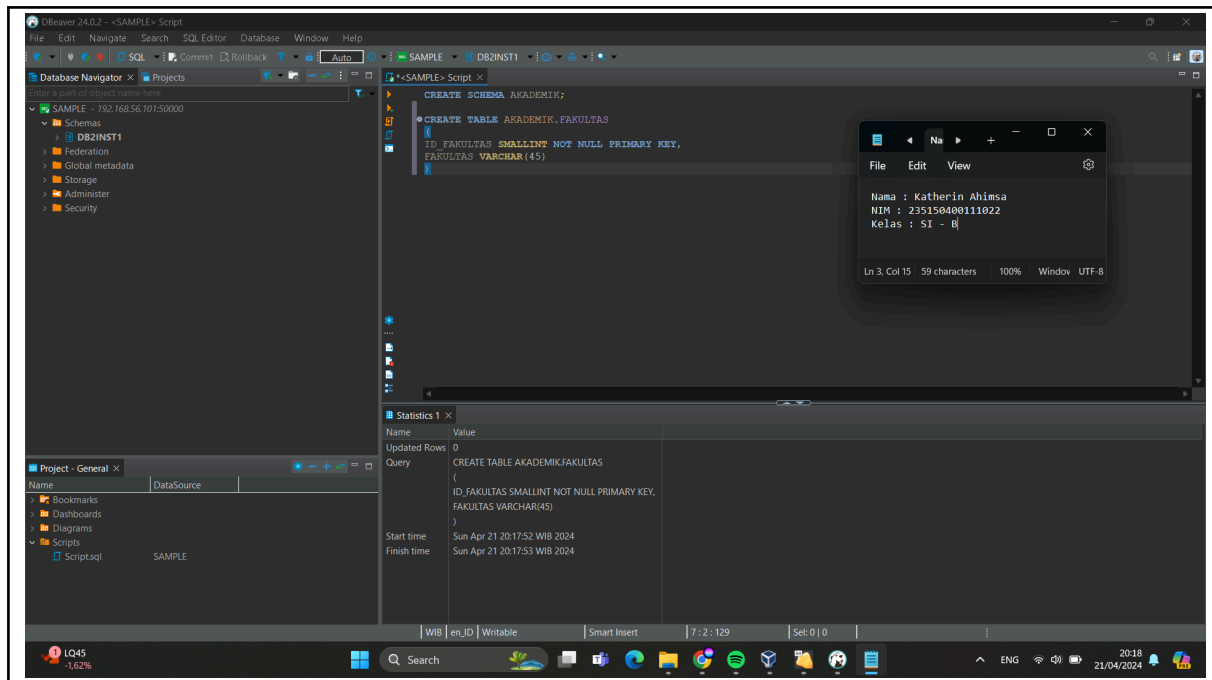 DBeaver 24.0.2 - <SAMPLE> Script
File Edit Navigate Search SQL Editor Database Window Help
SQL Commit Rollback Auto SAMPLE DB2INST1
Database Navigator Projects
Enter a part of object name here
SAMPLE - 192.168.56.101:50000
Schemas
DB2INST1
Federation
Global metadata
Storage
Administer
Security
*<SAMPLE> Script
CREATE SCHEMA AKADEMIK;
CREATE TABLE AKADEMIK.FAKULTAS
(
ID_FAKULTAS SMALLINT NOT NULL PRIMARY KEY,
FAKULTAS VARCHAR(45)
)
Na
File Edit View
Nama : Katherin Ahimsa
NIM : 235150400111022
Kelas : SI - B
Ln 3, Col 15 59 characters 100% Window UTF-8
Statistics 1
Name Value
Updated Rows 0
Query CREATE TABLE AKADEMIK.FAKULTAS
(
ID_FAKULTAS SMALLINT NOT NULL PRIMARY KEY,
FAKULTAS VARCHAR(45)
)
Start time Sun Apr 21 20:17:52 WIB 2024
Finish time Sun Apr 21 20:17:53 WIB 2024
Project - General
Name DataSource
Bookmarks
Dashboards
Diagrams
Scripts
Script.sql SAMPLE
WIB en_ID Writable Smart Insert 7 : 2 : 129 Sel: 0 | 0
1 LQ45
-1,62%
Search
ENG
20:18
21/04/2024
PRE